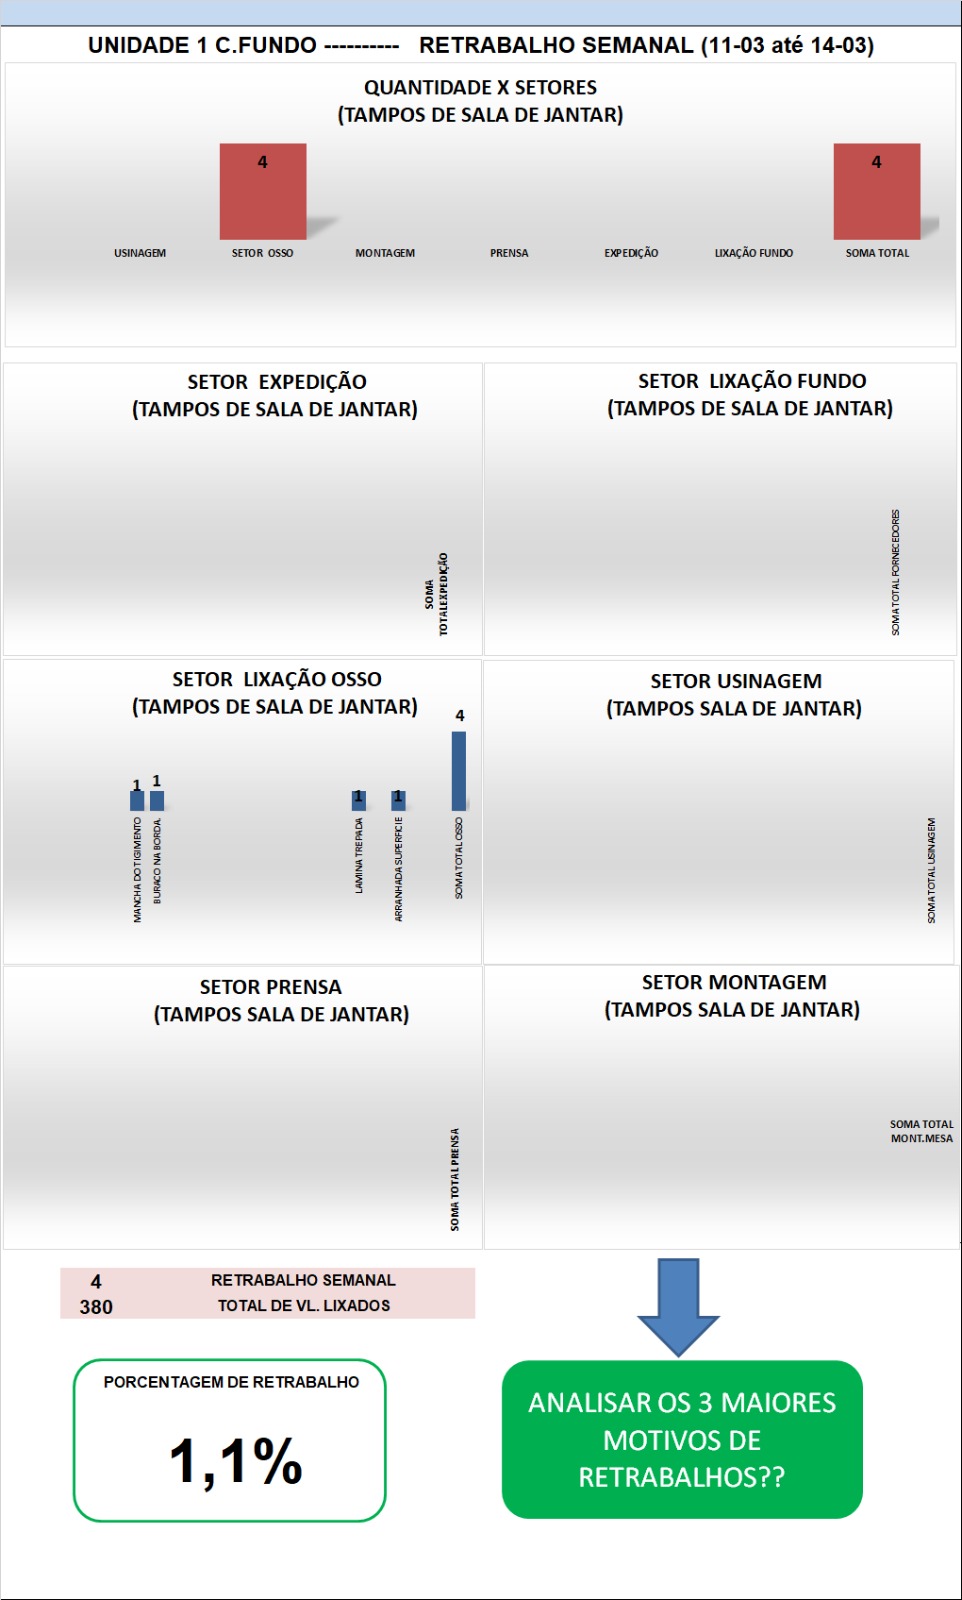 UNIDADE 1 C.FUNDO ---------- RETRABALHO SEMANAL (11-03 até 14-03)
QUANTIDADE X SETORES
(TAMPOS DE SALA DE JANTAR)
4
4
USINAGEM
SETOR OSSO
MONTAGEM
PRENSA
EXPEDIÇÃO
LIXAÇÃO FUNDO
SOMA TOTAL
SETOR EXPEDIÇÃO
(TAMPOS DE SALA DE JANTAR)
SOMA
TOTALEXPEDIÇÃO
SETOR LIXAÇÃO FUNDO
(TAMPOS DE SALA DE JANTAR)
SOMA TOTAL FORNECEDORES
SETOR LIXAÇÃO OSSO
(TAMPOS DE SALA DE JANTAR)
1
1
1
1
4
MANCHA DO TIGIMENTO
BURACO NA BORDA.
LAMINA TREPADA
ARRANHADA SUPERFICIE
SOMA TOTAL OSSO
SETOR USINAGEM
(TAMPOS SALA DE JANTAR)
SOMA TOTAL USINAGEM
SETOR PRENSA
(TAMPOS SALA DE JANTAR)
SOMA TOTAL PRENSA
SETOR MONTAGEM
(TAMPOS SALA DE JANTAR)
SOMA TOTAL
MONT.MESA
4 RETRABALHO SEMANAL
380 TOTAL DE VL. LIXADOS
PORCENTAGEM DE RETRABALHO
1,1%
ANALISAR OS 3 MAIORES
MOTIVOS DE
RETRABALHOS??